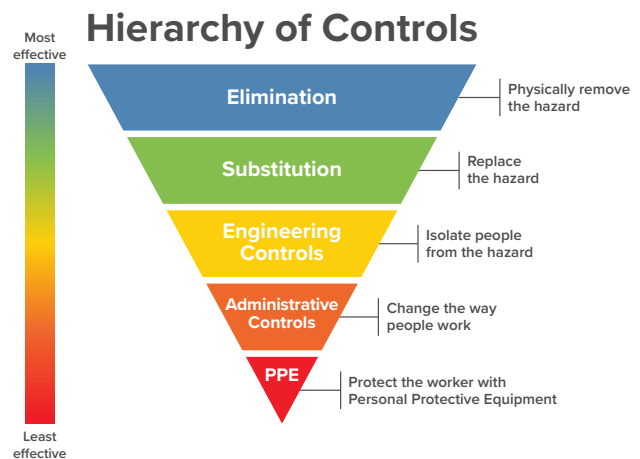 Hierarchy of Controls
Most
effective
Elimination
Physically remove
the hazard
Substitution
Replace
the hazard
Engineering
Controls
Isolate people
from the hazard
Administrative
Controls
Change the way
people work
PPE
Protect the worker with
Personal Protective Equipment
Least
effective